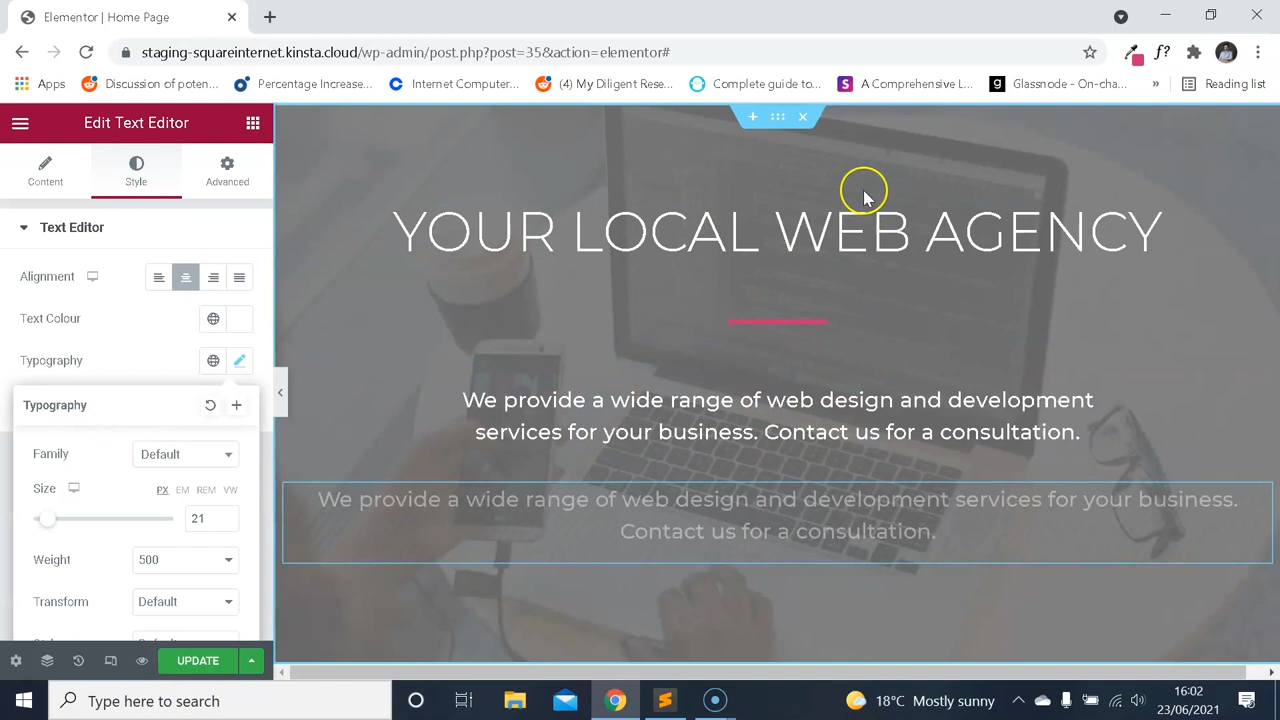 Elementor | Home Page
staging-squareinternet.kinsta.cloud/wp-admin/post.php?post=35&action=elementor#
f?
Apps
Discussion of poten...
Percentage Increase...
Internet Computer...
(4) My Diligent Rese...
Complete guide to...
A Comprehensive L...
Glassnode - On-cha...
»
Reading list
Edit Text Editor
Content
Style
Advanced
Text Editor
Alignment
Text Colour
Typography
Typography
Family
Default
Size
PX EM REM VW
21
Weight
500
Transform
Default
UPDATE
YOUR LOCAL WEB AGENCY
We provide a wide range of web design and development
services for your business. Contact us for a consultation.
We provide a wide range of web design and development services for your business.
Contact us for a consultation.
Type here to search
18°C Mostly sunny
16:02
23/06/2021